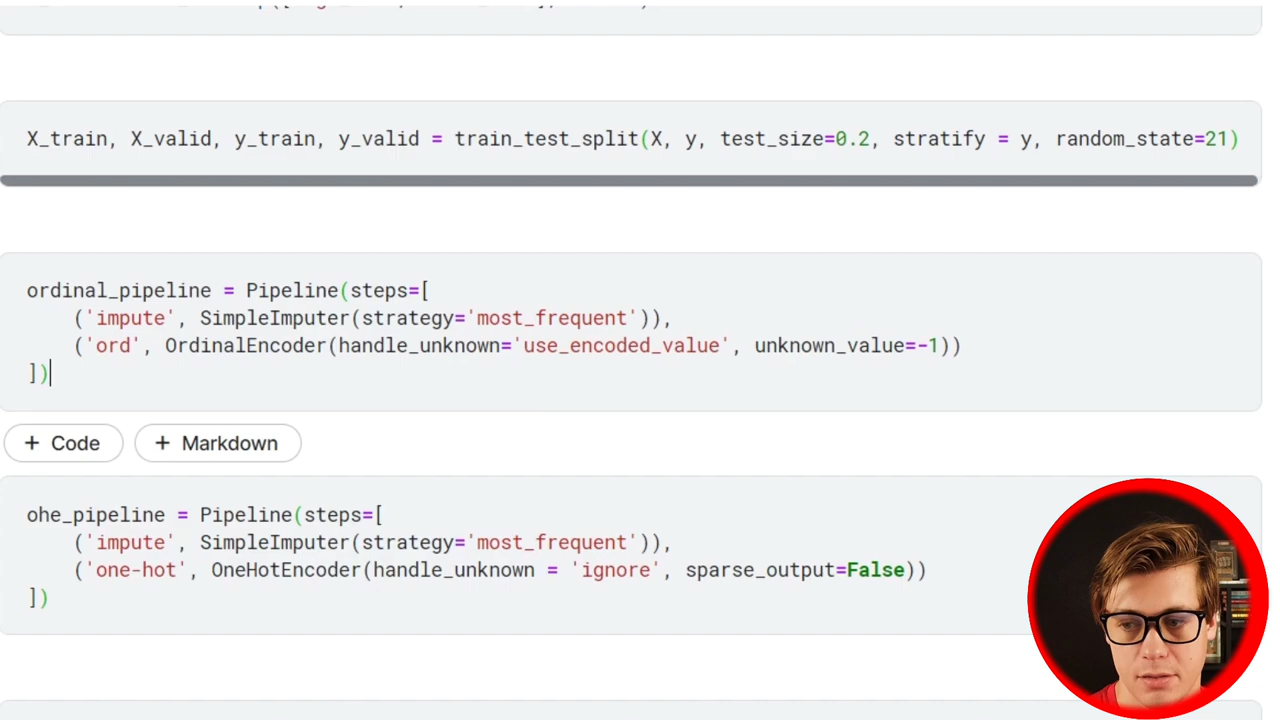 X_train, X_valid, y_train, y_valid = train_test_split(X, y, test_size=0.2, stratify = y, random_state=21)
ordinal_pipeline = Pipeline(steps=[
('impute', SimpleImputer(strategy='most_frequent')),
('ord', OrdinalEncoder(handle_unknown='use_encoded_value', unknown_value=-1))
])
+ Code + Markdown
ohe_pipeline = Pipeline(steps=[
('impute', SimpleImputer(strategy='most_frequent')),
('one-hot', OneHotEncoder(handle_unknown = 'ignore', sparse_output=False))
])